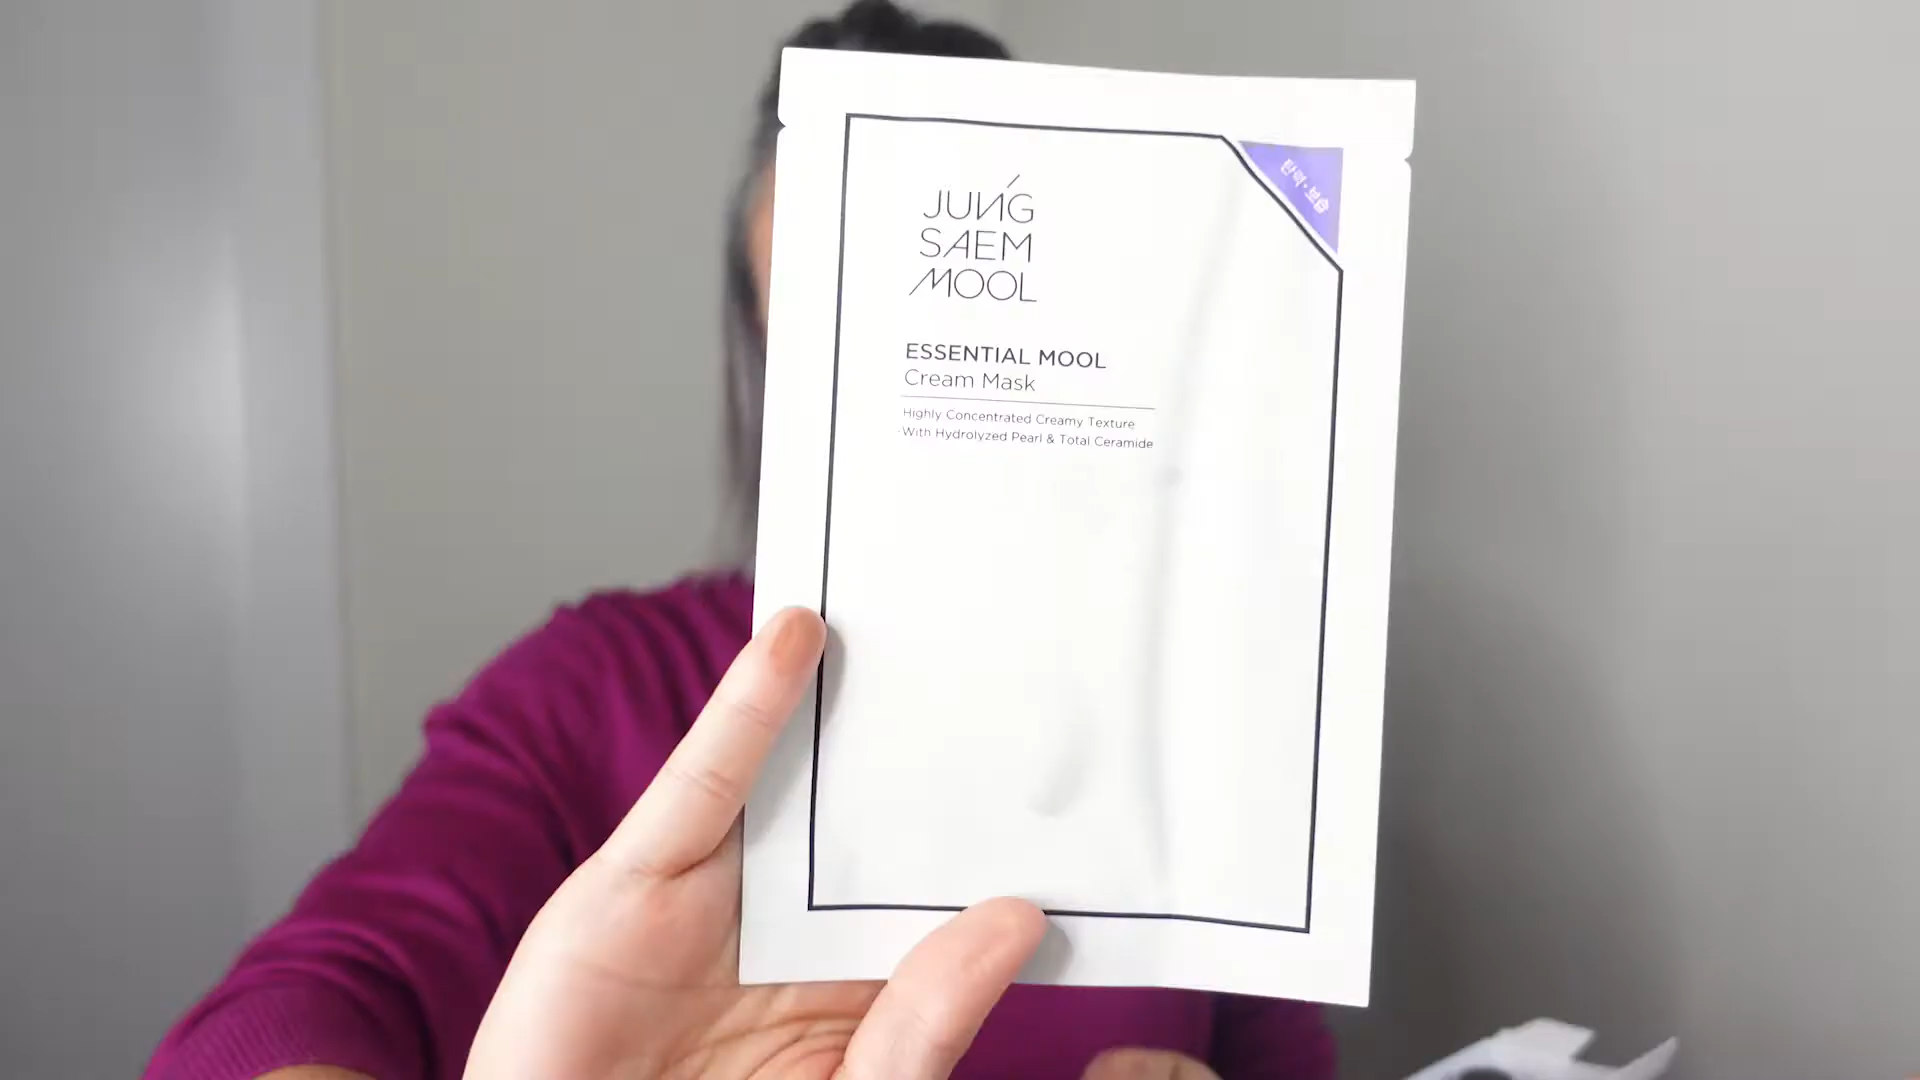 JUNG
SAEM
MOOL
탄력·보습
ESSENTIAL MOOL
Cream Mask
Highly Concentrated Creamy Texture
With Hydrolyzed Pearl & Total Ceramide